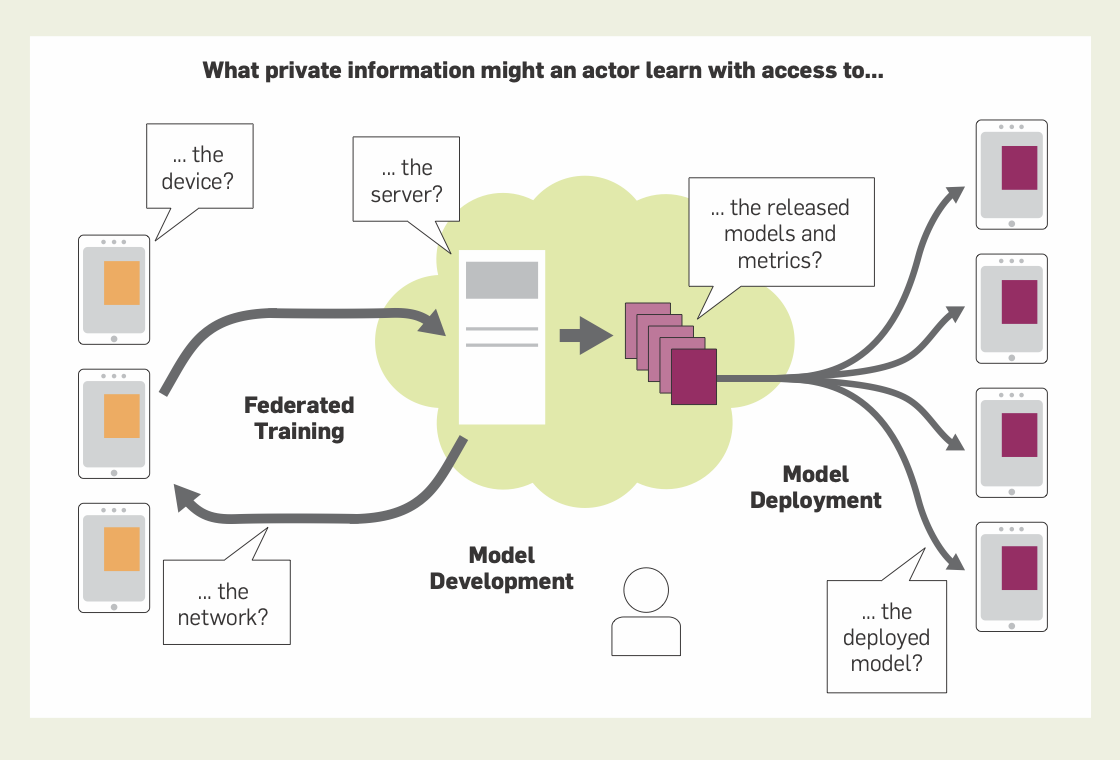 What private information might an actor learn with access to...
... the
device?
... the
server?
... the released
models and
metrics?
Federated
Training
Model
Deployment
Model
Development
... the
network?
... the
deployed
model?